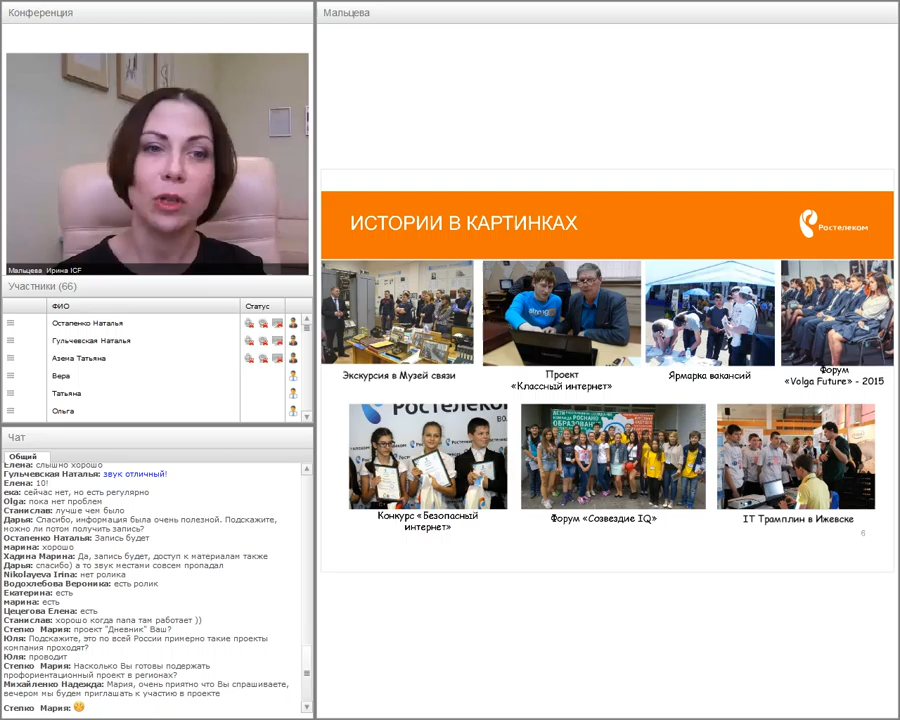 Конференция
Мальцева Ирина ICF
Участники (66)
ФИО
Статус
Остапенко Наталья
Гульчевская Наталья
Азена Татьяна
Вера
Татьяна
Ольга
Чат
Общий
Елена: слышно хорошо
Гульчевская Наталья: звук отличный!
Елена: 10!
ека: сейчас нет, но есть регулярно
Olga: пока нет проблем
Станислав: лучше чем было
Дарья: Спасибо, информация была очень полезной. Подскажите,
можно ли потом получить запись?
Остапенко Наталья: Запись будет
марина: хорошо
Хадина Марина: Да, запись будет, доступ к материалам также
Дарья: спасибо) а то звук местами совсем пропадал
Nikolayeva Irina: нет ролика
Водохлебова Вероника: есть ролик
Екатерина: есть
марина: есть
Цецегова Елена: есть
Станислав: хорошо когда папа там работает ))
Степко Мария: проект "Дневник" Ваш?
Юля: Подскажите, это по всей России примерно такие проекты
компания проходят?
Юля: проводит
Степко Мария: Насколько Вы готовы подержать
профориентационный проект в регионах?
Михайленко Надежда: Мария, очень приятно что Вы спрашиваете,
вечером мы будем приглашать к участию в проекте
Степко Мария:
Мальцева
ИСТОРИИ В КАРТИНКАХ
Ростелеком
Экскурсия в Музей связи
Проект
«Классный интернет»
Ярмарка вакансий
Форум
«Volga Future» - 2015
Ростелеком
Конкурс «Безопасный
интернет»
Форум «Созвездие IQ»
IT Трамплин в Ижевске
6